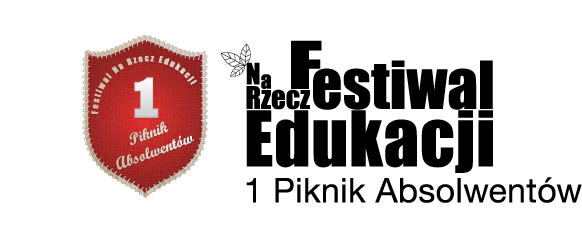 Festiwal Na Rzecz Edukacji
1
Piknik
Absolwentów
Na
Rzecz Festiwal
Edukacji
1 Piknik Absolwentów